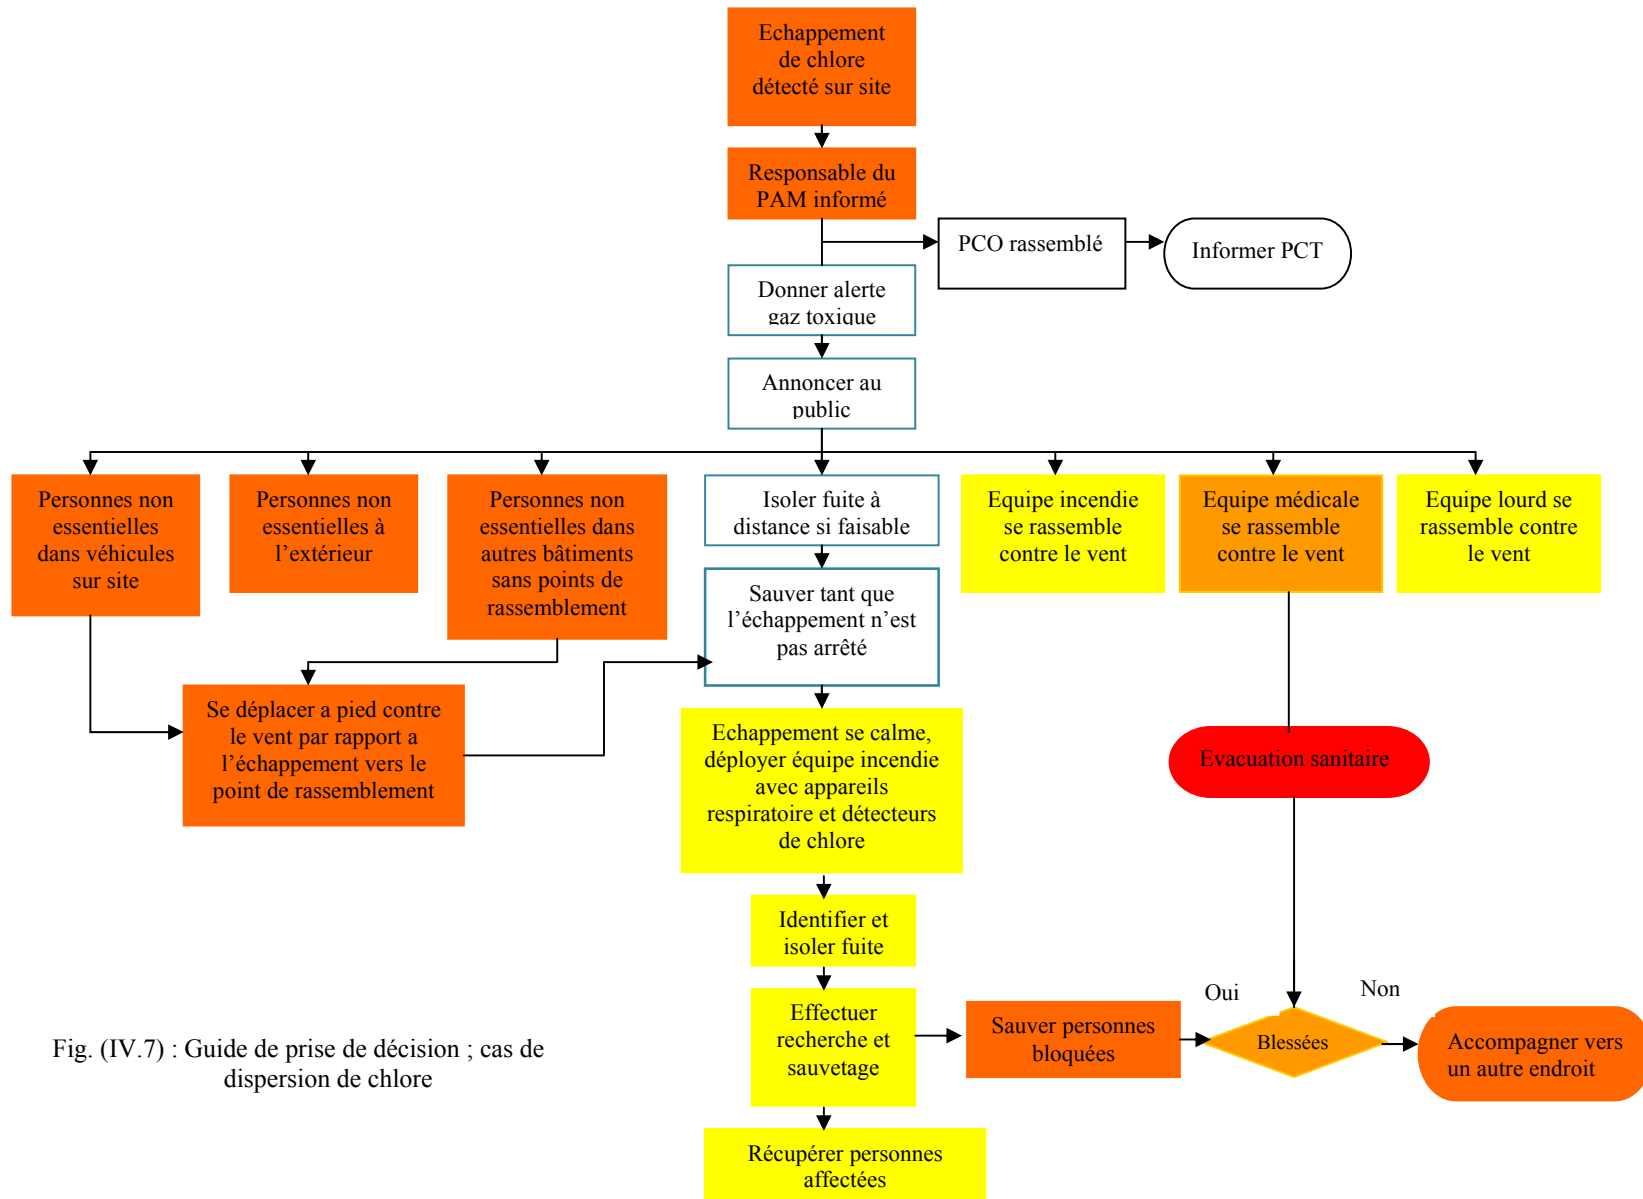 Echappement
de chlore
détecté sur site
Responsable du
PAM informé
PCO rassemblé
Informer PCT
Donner alerte
gaz toxique
Annoncer au
public
Personnes non
essentielles
dans véhicules
sur site
Personnes non
essentielles à
l’extérieur
Personnes non
essentielles dans
autres bâtiments
sans points de
rassemblement
Isoler fuite à
distance si faisable
Equipe incendie
se rassemble
contre le vent
Equipe médicale
se rassemble
contre le vent
Equipe lourd se
rassemble contre
le vent
Sauver tant que
l’échappement n’est
pas arrêté
Se déplacer a pied contre
le vent par rapport a
l’échappement vers le
point de rassemblement
Echappement se calme,
déployer équipe incendie
avec appareils
respiratoire et détecteurs
de chlore
Evacuation sanitaire
Identifier et
isoler fuite
Effectuer
recherche et
sauvetage
Sauver personnes
bloquées
Oui
Non
Blessées
Accompagner vers
un autre endroit
Récupérer personnes
affectées
Fig. (IV.7) : Guide de prise de décision ; cas de
dispersion de chlore